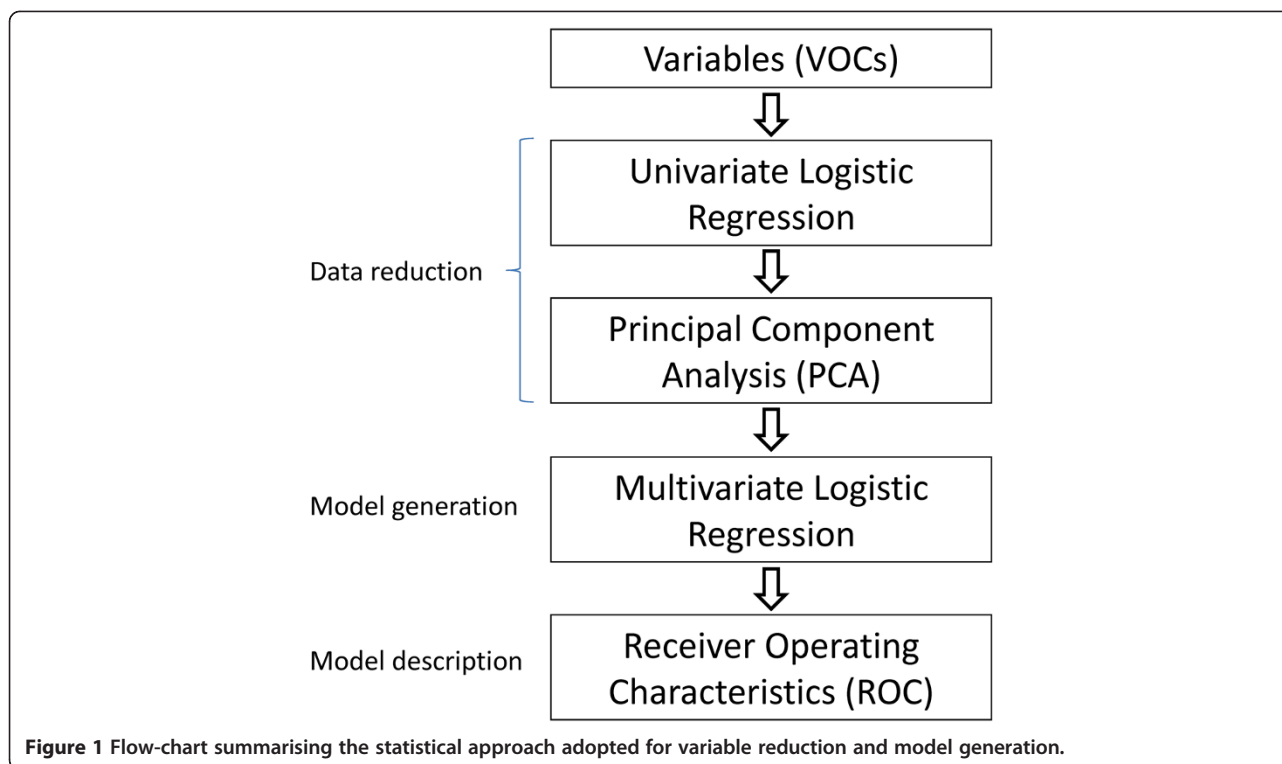 Variables (VOCs)
Univariate Logistic
Regression
Data reduction
Principal Component
Analysis (PCA)
Multivariate Logistic
Regression
Model generation
Receiver Operating
Characteristics (ROC)
Model description
Figure 1 Flow-chart summarising the statistical approach adopted for variable reduction and model generation.